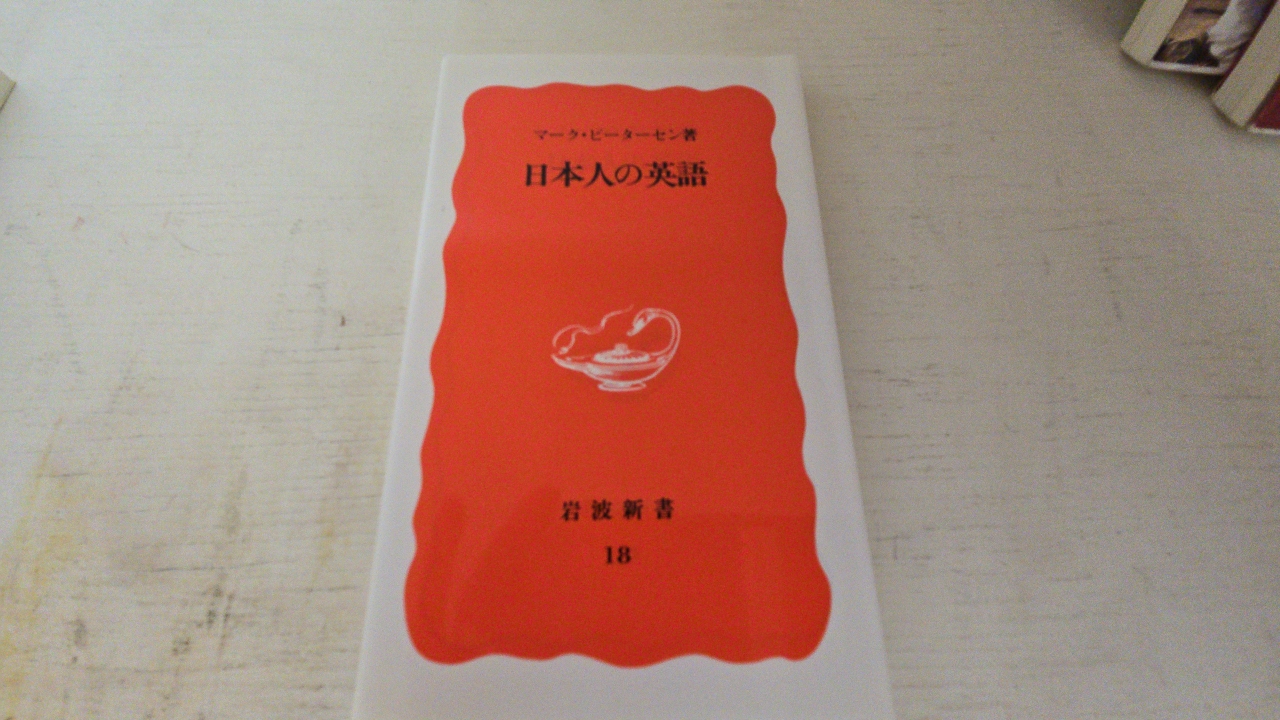 マーク・ピーターセン著
日本人の英語
岩波新書
18